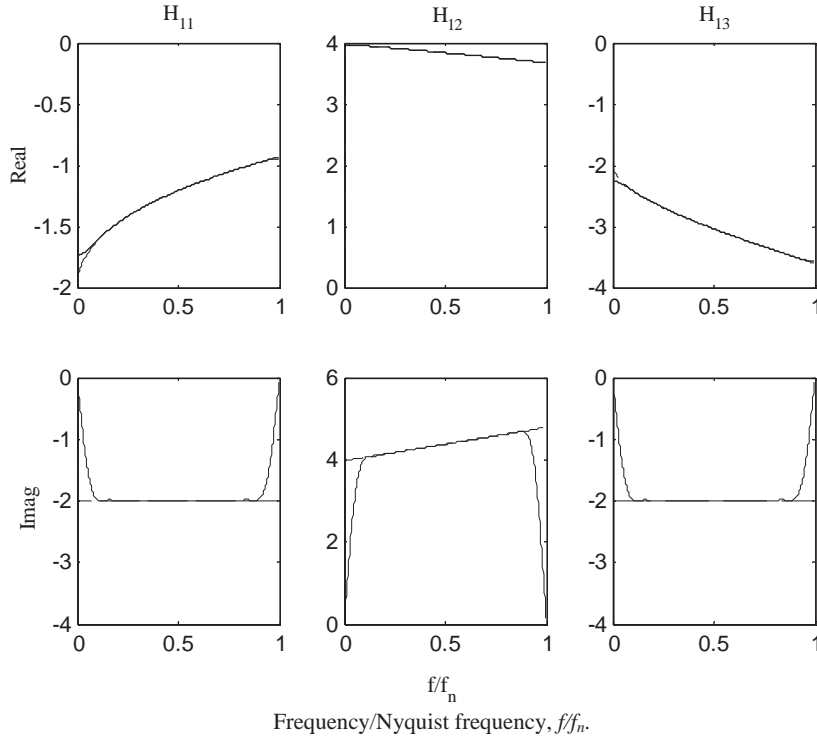 H11 H12 H13
0 4 0
-0.5 3 -1
Real -1 2 -2
-1.5 1 -3
-2 0 -4
0 0.5 1 0 0.5 1 0 0.5 1
0 6 0
-1 4 -1
Imag -2 -2
-3 2 -3
-4 0 -4
0 0.5 1 0 0.5 1 0 0.5 1
f/fn
Frequency/Nyquist frequency, f/fn.